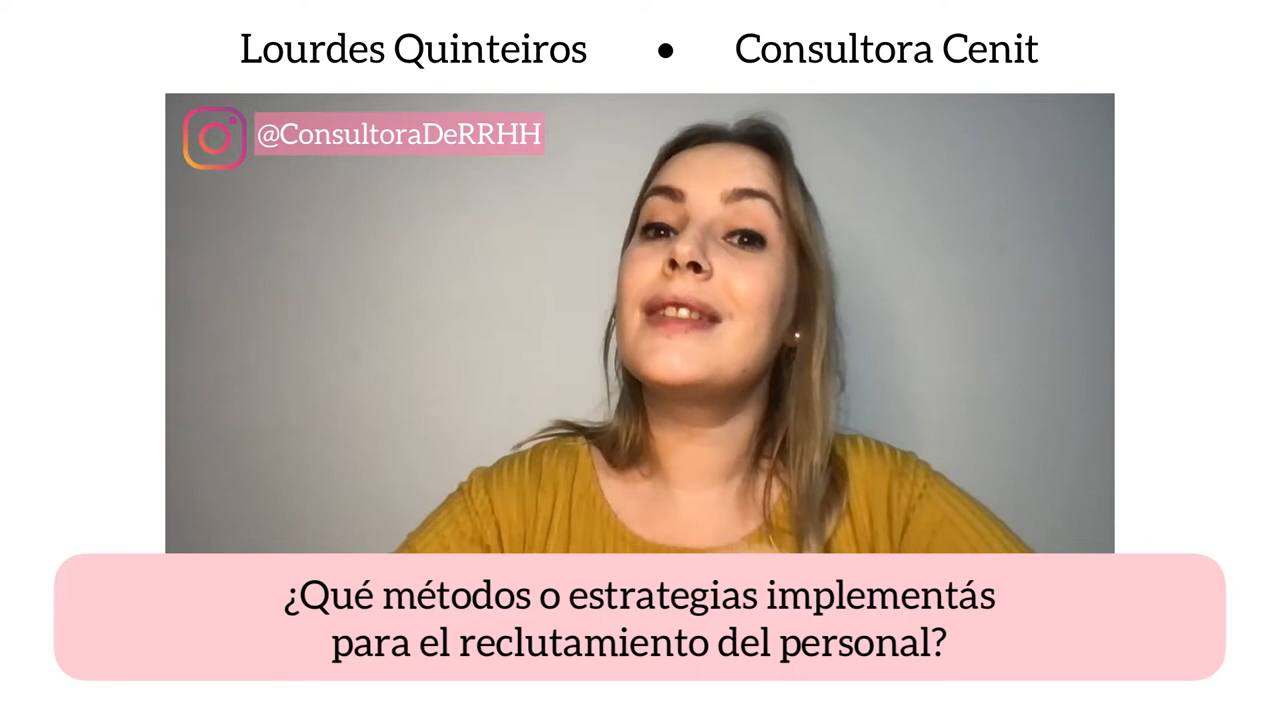 Lourdes Quinteiros • Consultora Cenit
@ConsultoraDeRRHH
¿Qué métodos o estrategias implementás
para el reclutamiento del personal?